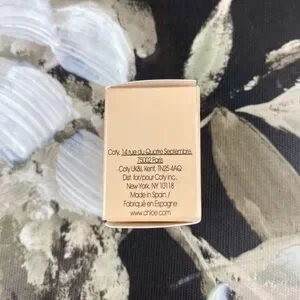 Coty, 14 rue du Quatre Septembre,
75002 Paris
Coty UK&I, Kent, TN25 4AQ
Dist. for/pour Coty Inc.,
New York, NY 10118
Made in Spain /
Fabriqué en Espagne
www.chloe.com